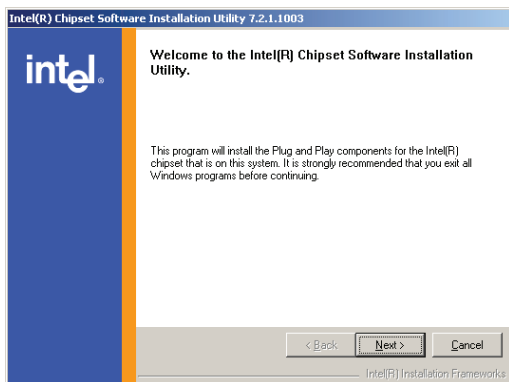 Intel(R) Chipset Software Installation Utility 7.2.1.1003
intel®
Welcome to the Intel(R) Chipset Software Installation
Utility.
This program will install the Plug and Play components for the Intel(R)
chipset that is on this system. It is strongly recommended that you exit all
Windows programs before continuing.
< Back
Next >
Cancel
Intel(R) Installation Frameworks